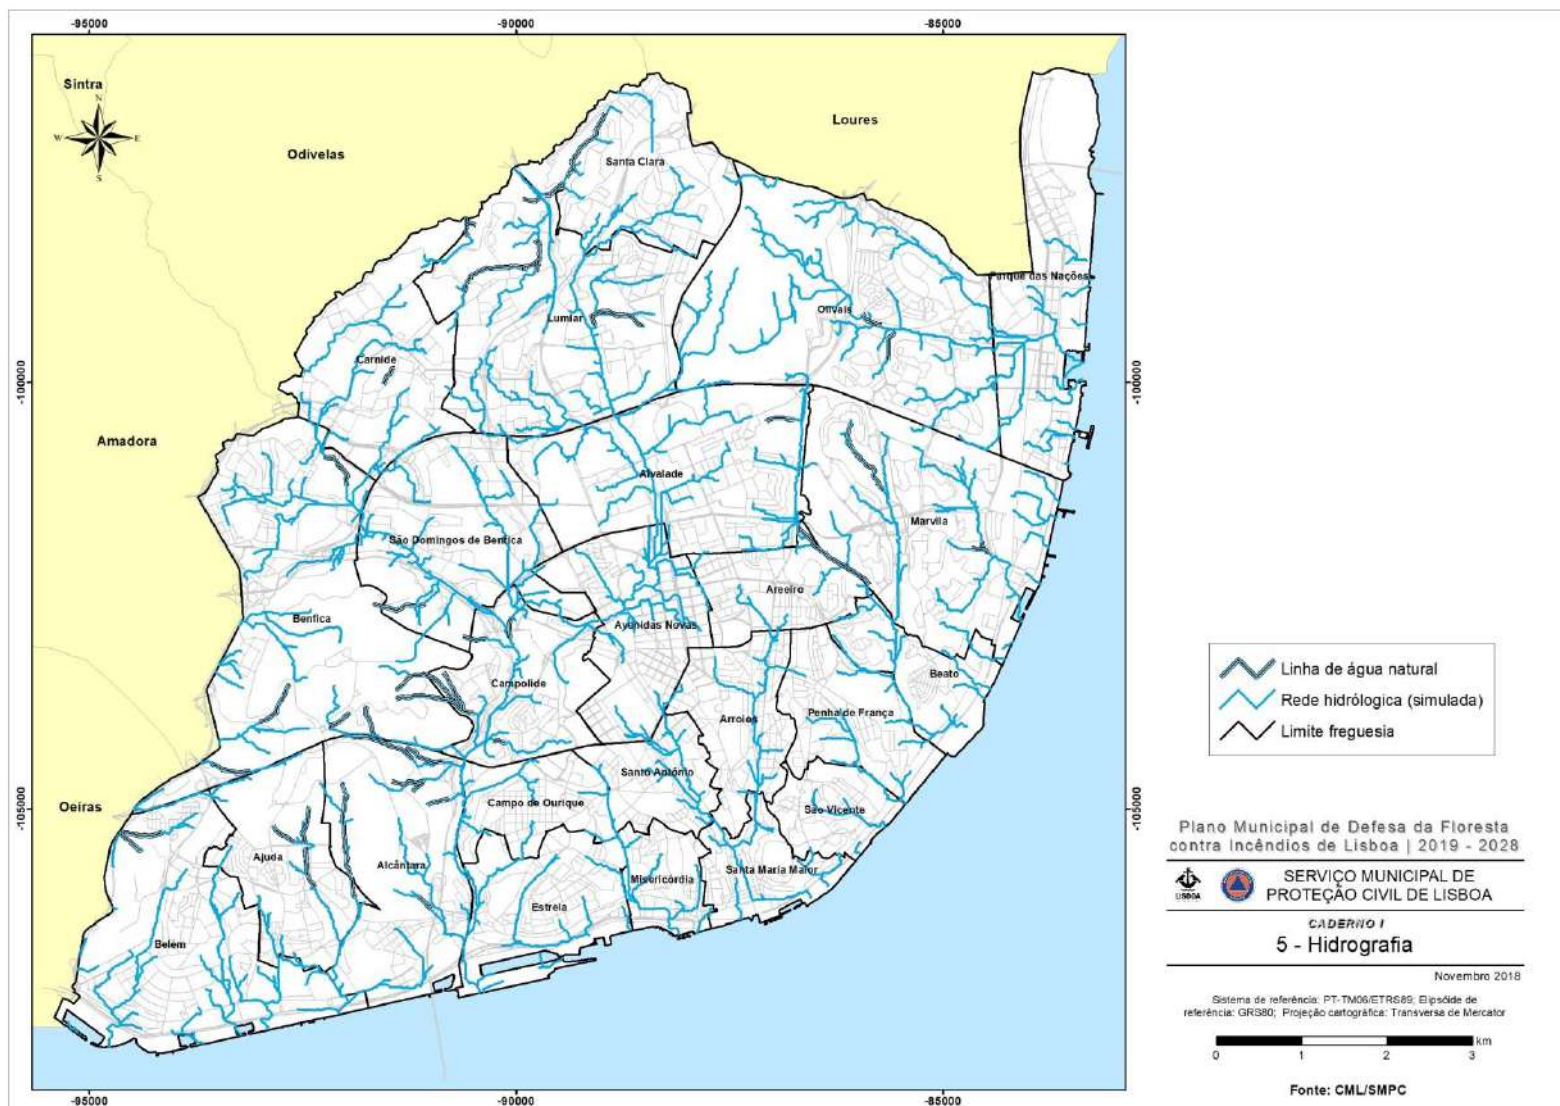 -95000
-90000
-85000
Sintra
N
W
E
S
Loures
Odivelas
Santa Clara
Parque das Nações
Olivais
Lumiar
Carnide
-100000
-100000
Amadora
Alvalade
Marvila
São Domingos de Benfica
Areeiro
Benfica
Avenidas Novas
Beato
Campolide
Penha de França
Arroios
Santo António
Oeiras
Campo de Ourique
São Vicente
-105000
-105000
Ajuda
Alcântara
Santa Maria Maior
Misericórdia
Estrela
Belém
-95000
-90000
-85000
Linha de água natural
Rede hidrólogica (simulada)
Limite freguesia
Plano Municipal de Defesa da Floresta
contra Incêndios de Lisboa | 2019 - 2028
LISBOA
SERVIÇO MUNICIPAL DE
PROTEÇÃO CIVIL DE LISBOA
CADERNO I
5 - Hidrografia
Novembro 2018
Sistema de referência: PT-TM06/ETRS89; Elipsóide de
referência: GRS80; Projeção cartográfica: Transversa de Mercator
km
0 1 2 3
Fonte: CML/SMPC